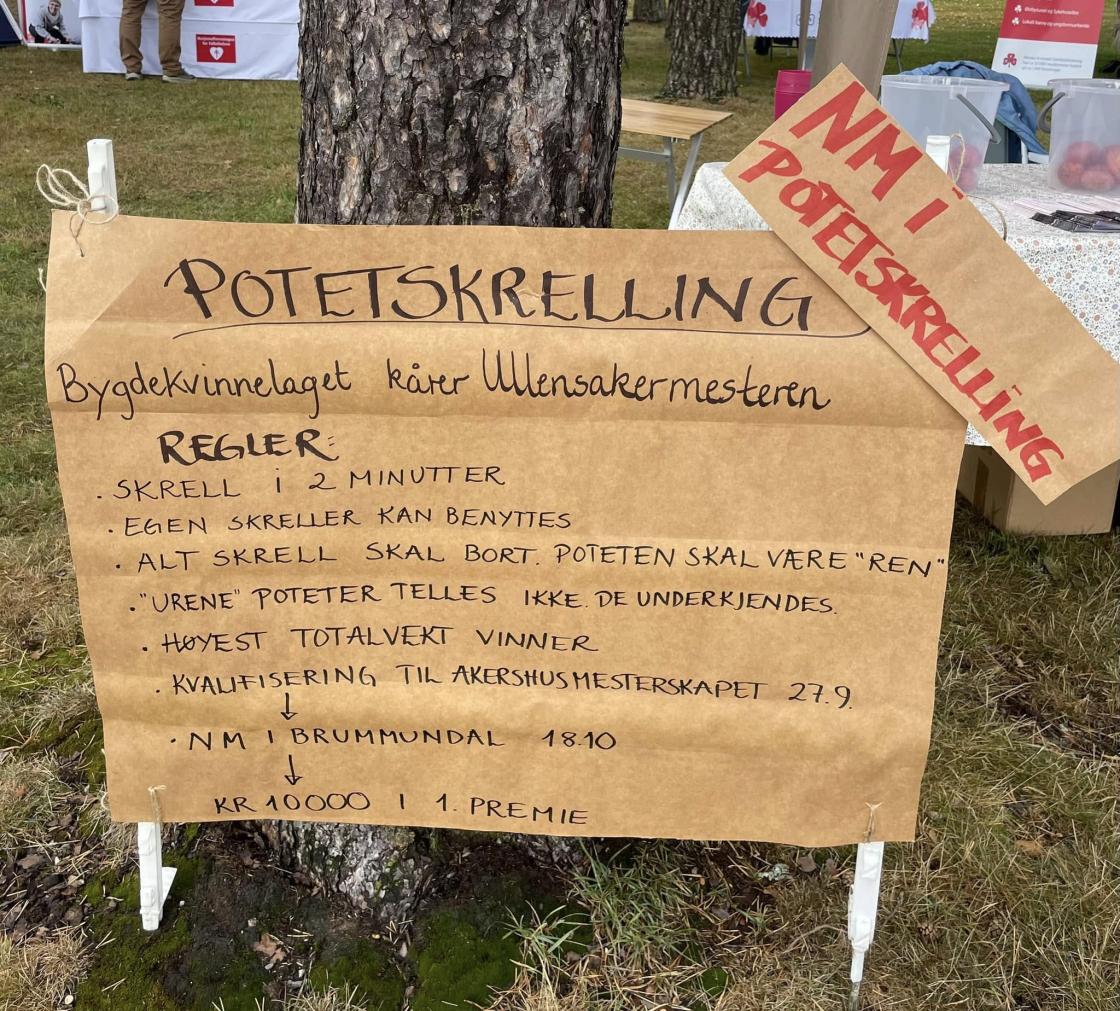 POTETSKRELLING
Bygdekvinnelaget kårer Ullensakermesteren
REGLER:
. SKRELL I 2 MINUTTER
. EGEN SKRELLER KAN BENYTTES
. ALT SKRELL SKAL BORT. POTETEN SKAL VÆRE "REN"
. "URENE" POTETER TELLES IKKE. DE UNDERKJENDES.
. HØYEST TOTALVEKT VINNER
. KVALIFISERING TIL AKERSHUSMESTERSKAPET 27.9.
↓
. NM I BRUMMUNDAL 18.10
↓
KR 10000 I 1. PREMIE
NM i
POTETSKRELLING